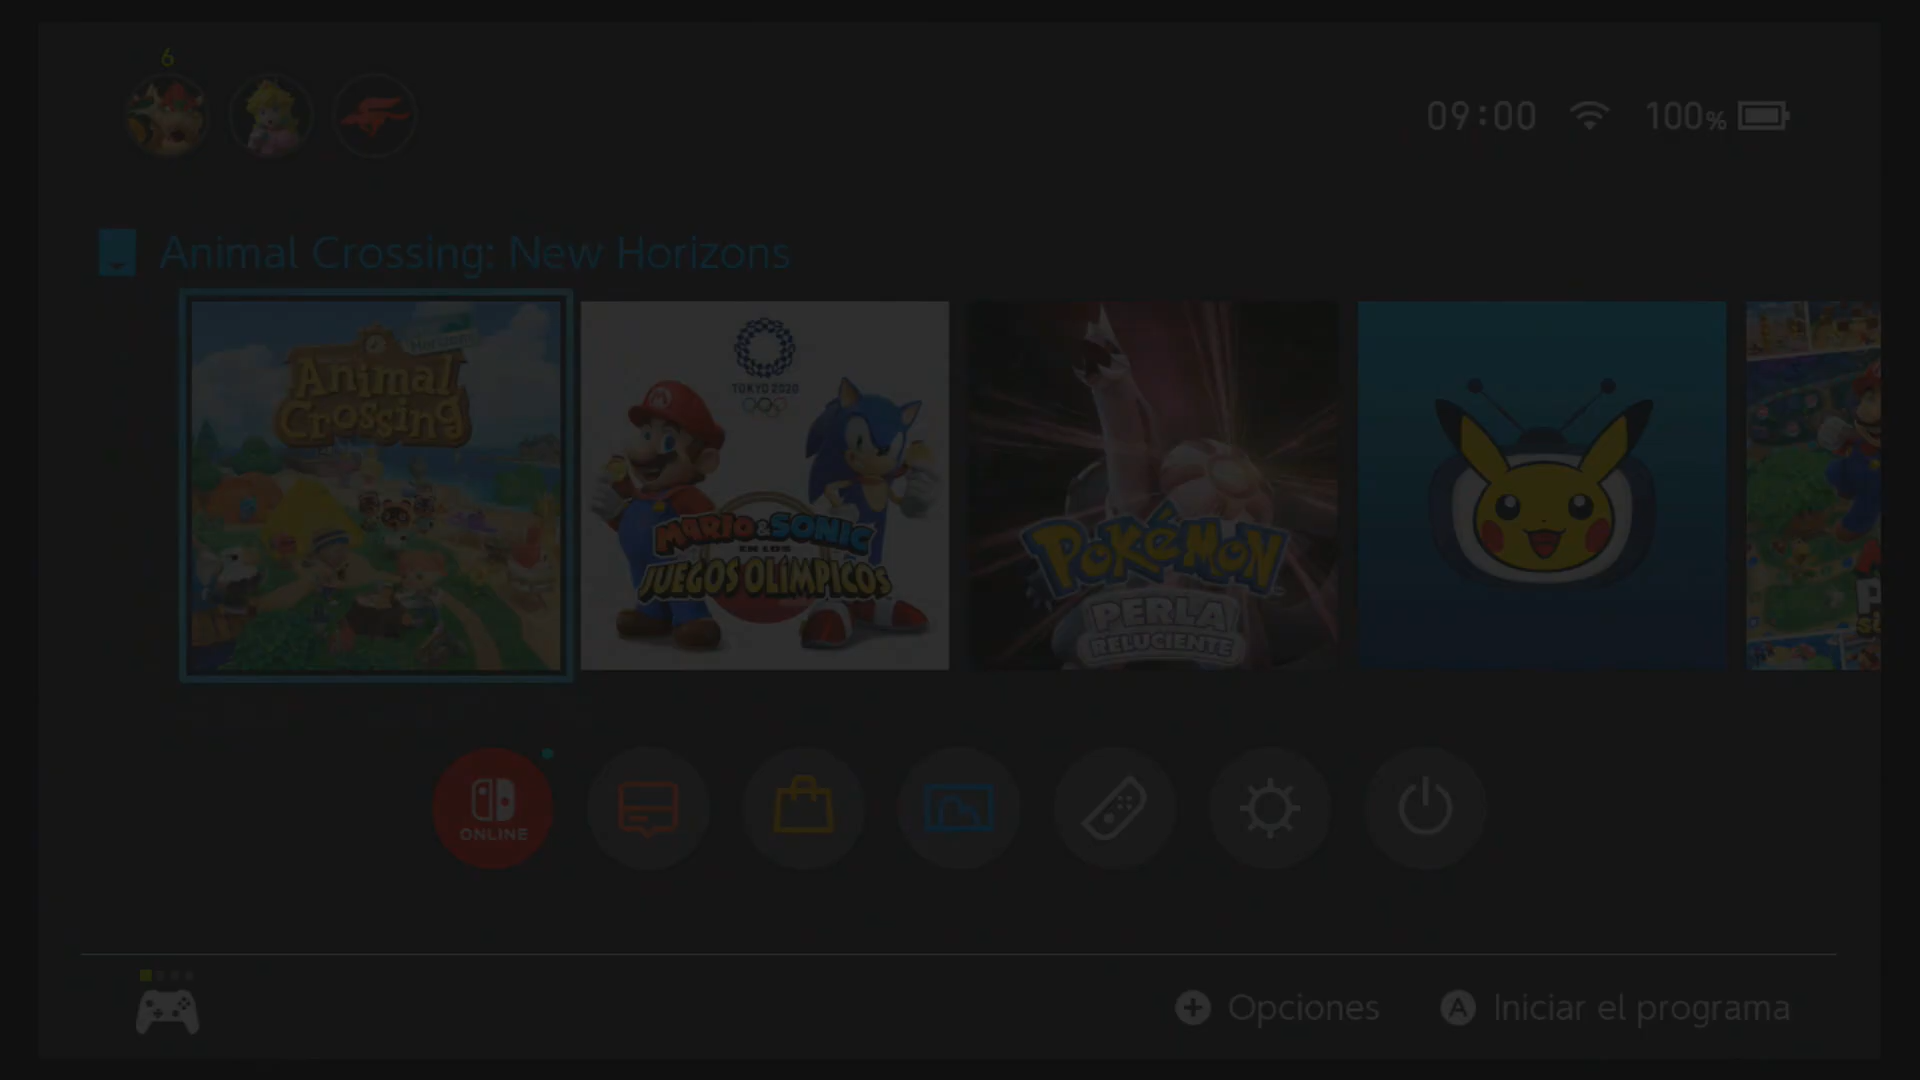 6
09:00 100%
Animal Crossing: New Horizons
Animal
Crossing
TOKYO 2020
MARIO & SONIC
EN LOS
JUEGOS OLÍMPICOS
POKéMON
PERLA
RELUCIENTE
P
ONLINE
+ Opciones A Iniciar el programa